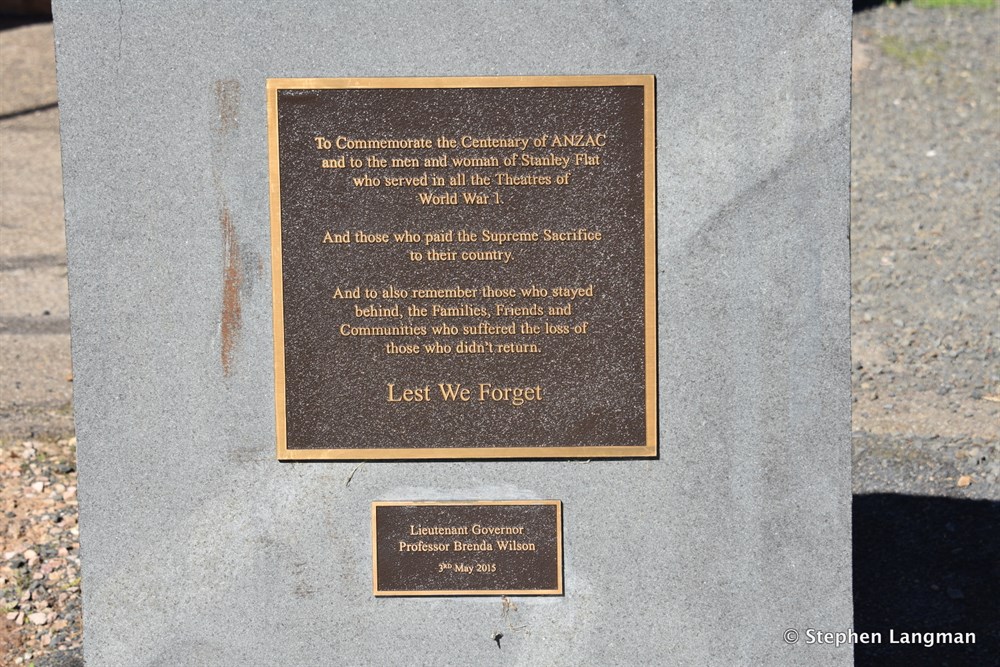 To Commemorate the Centenary of ANZAC
and to the men and woman of Stanley Flat
who served in all the Theatres of
World War 1.
And those who paid the Supreme Sacrifice
to their country.
And to also remember those who stayed
behind, the Families, Friends and
Communities who suffered the loss of
those who didn't return.
Lest We Forget
Lieutenant Governor
Professor Brenda Wilson
3RD May 2015
© Stephen Langman